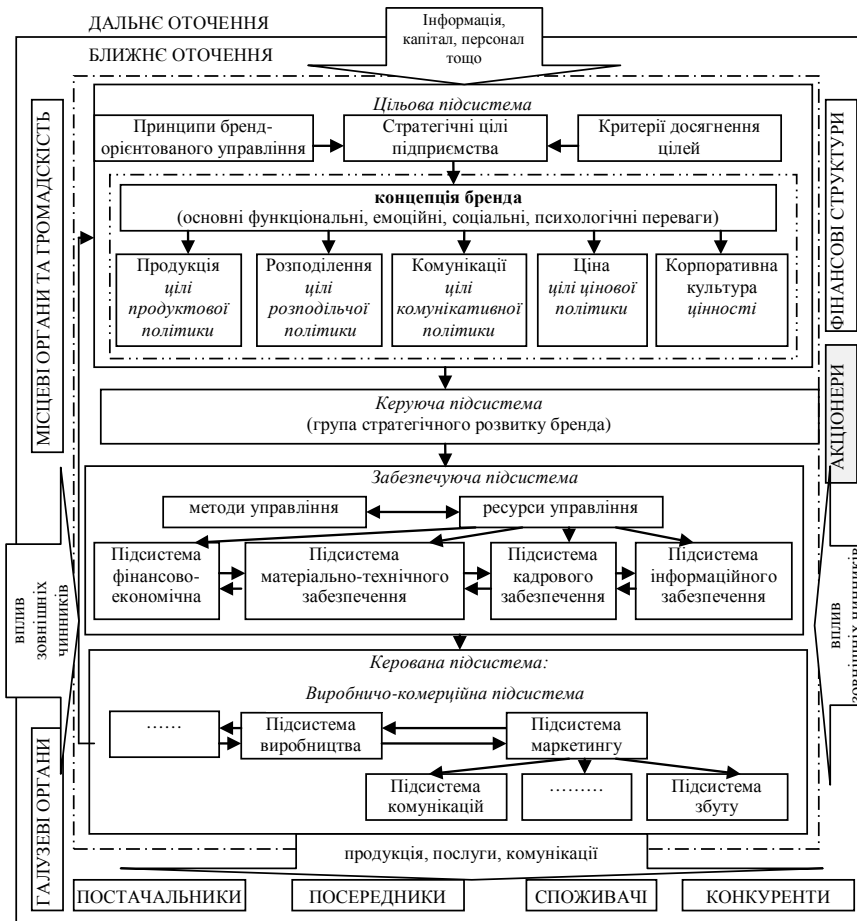 ДАЛЬНЄ ОТОЧЕННЯ
БЛИЖНЄ ОТОЧЕННЯ
Інформація,
капітал, персонал
тощо
МІСЦЕВІ ОРГАНИ ТА ГРОМАДСКІСТЬ
ФІНАНСОВІ СТРУКТУРИ
АКЦІОНЕРИ
Цільова підсистема
Принципи бренд-
орієнтованого управління
Стратегічні цілі
підприємства
Критерії досягнення
цілей
концепція бренда
(основні функціональні, емоційні, соціальні, психологічні переваги)
Продукція
цілі
продуктової
політики
Розподілення
цілі
розподільчої
політики
Комунікації
цілі
комунікативної
політики
Ціна
цілі цінової
політики
Корпоративна
культура
цінності
Керуюча підсистема
(група стратегічного розвитку бренда)
Забезпечуюча підсистема
методи управління
ресурси управління
Підсистема
фінансово-
економічна
Підсистема
матеріально-технічного
забезпечення
Підсистема
кадрового
забезпечення
Підсистема
інформаційного
забезпечення
вплив
зовнішніх
чинників
вплив
зовнішніх чинників
Керована підсистема:
Виробничо-комерційна підсистема
……
Підсистема
виробництва
Підсистема
маркетингу
Підсистема
комунікацій
………
Підсистема
збуту
ГАЛУЗЕВІ ОРГАНИ
продукція, послуги, комунікації
ПОСТАЧАЛЬНИКИ
ПОСЕРЕДНИКИ
СПОЖИВАЧІ
КОНКУРЕНТИ